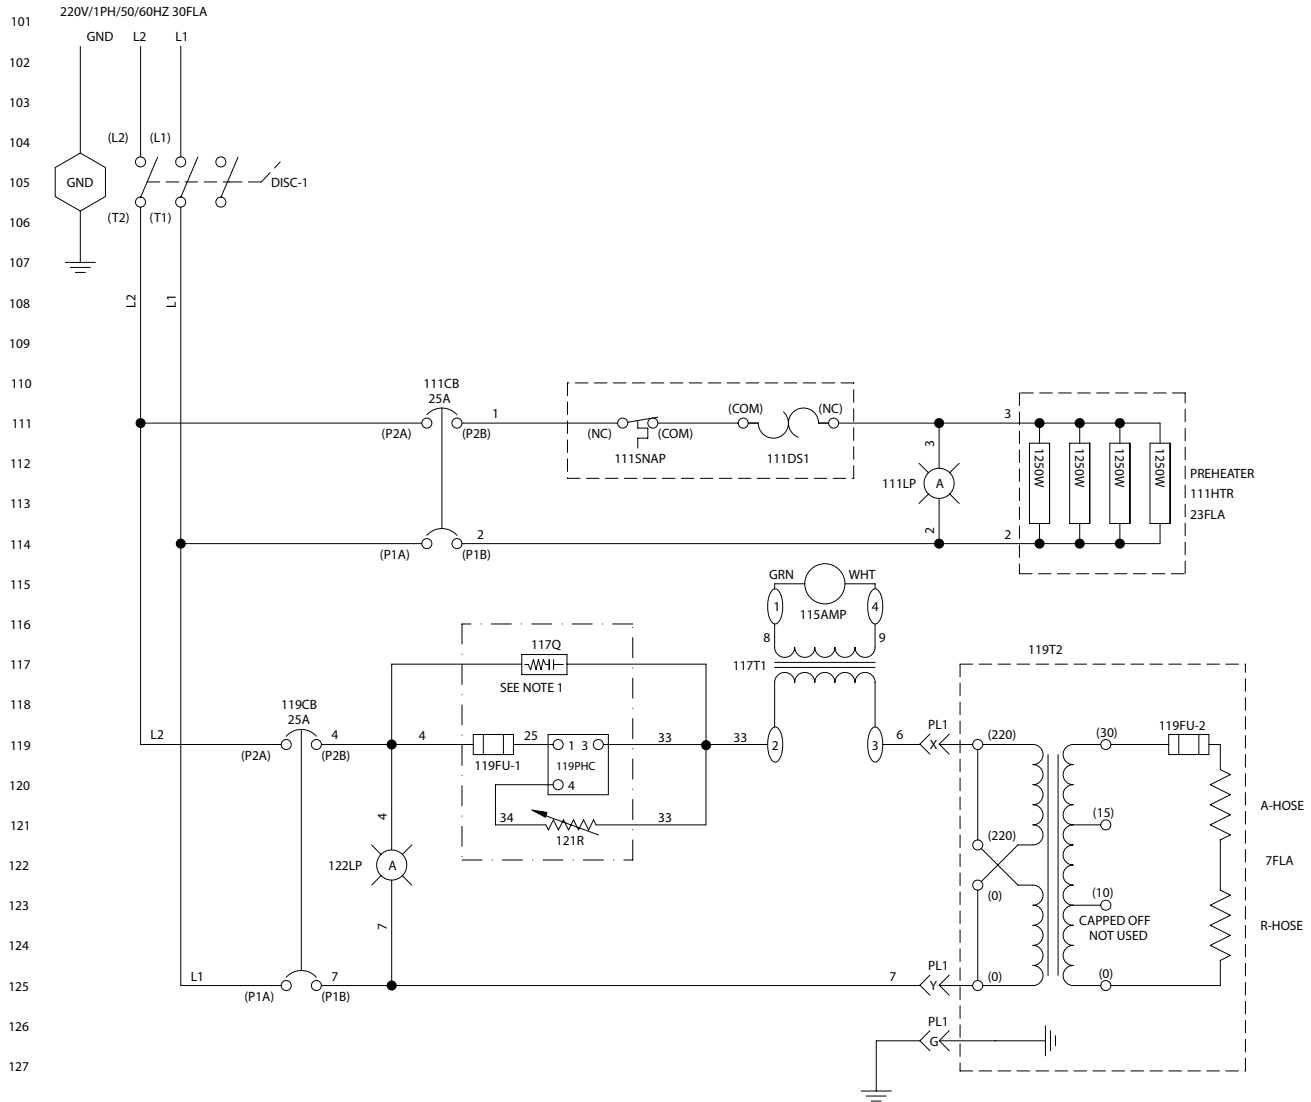 101
220V/1PH/50/60HZ 30FLA
GND L2 L1
102
103
104
(L2) (L1)
105
GND
DISC-1
106
(T2) (T1)
107
108
L2
L1
109
110
111CB
25A
111
1
(P2A) (P2B)
(NC) (COM)
111SNAP
(COM) (NC)
111DS1
3
112
3
111LP
A
1250W
1250W
1250W
1250W
PREHEATER
111HTR
23FLA
113
114
2
2
2
(P1A) (P1B)
115
GRN WHT
1 4
115AMP
116
8 9
117
117Q
SEE NOTE 1
117T1
119T2
118
119CB
25A
119
L2
4
(P2A) (P2B)
4
25
119FU-1
1 3
119PHC
4
33
33
2 3
6
PL1
X
(220)
(30)
119FU-2
120
121
4
34
121R
33
(15)
A-HOSE
122
122LP
A
(220)
7FLA
123
(0)
(10)
CAPPED OFF
NOT USED
R-HOSE
124
7
125
L1
7
(P1A) (P1B)
7
PL1
Y
(0)
(0)
126
PL1
G
127